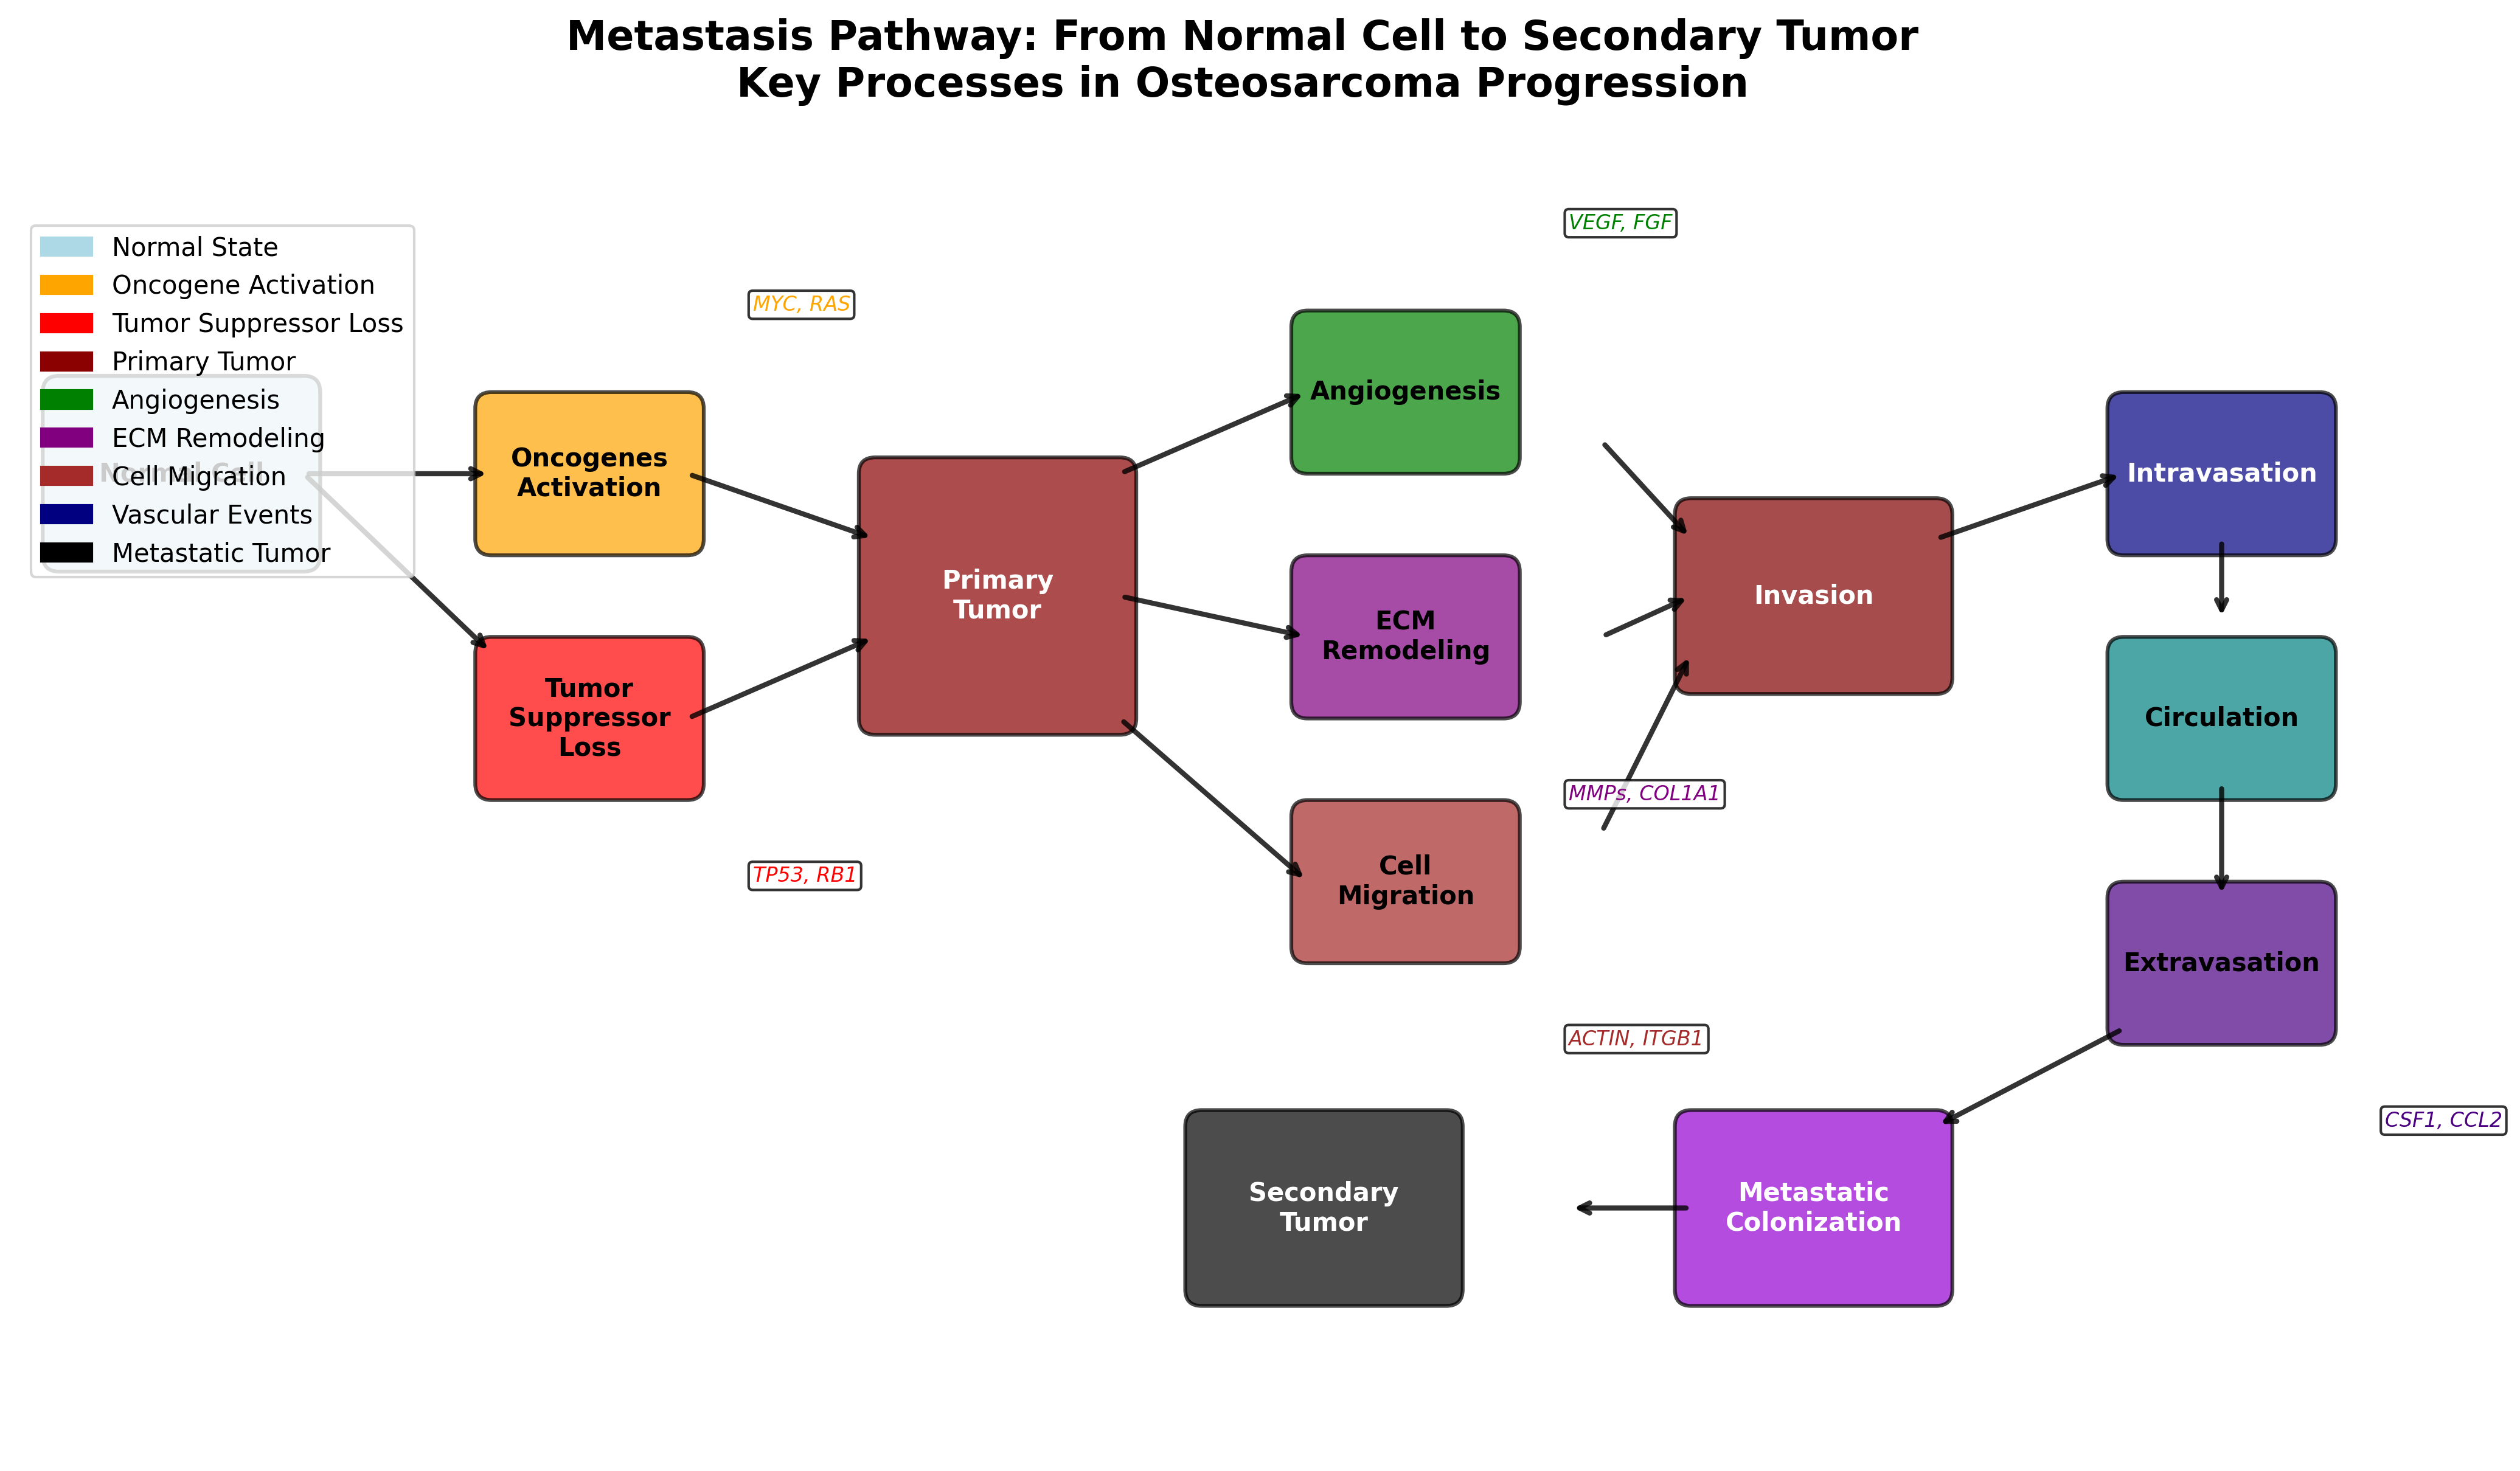 Metastasis Pathway: From Normal Cell to Secondary Tumor
Key Processes in Osteosarcoma Progression
Normal State
Oncogene Activation
Tumor Suppressor Loss
Primary Tumor
Angiogenesis
ECM Remodeling
Cell Migration
Vascular Events
Metastatic Tumor
Normal Cell
Oncogenes
Activation
Tumor
Suppressor
Loss
MYC, RAS
TP53, RB1
Primary
Tumor
Angiogenesis
ECM
Remodeling
Cell
Migration
VEGF, FGF
MMPs, COL1A1
ACTIN, ITGB1
Invasion
Intravasation
Circulation
Extravasation
CSF1, CCL2
Metastatic
Colonization
Secondary
Tumor